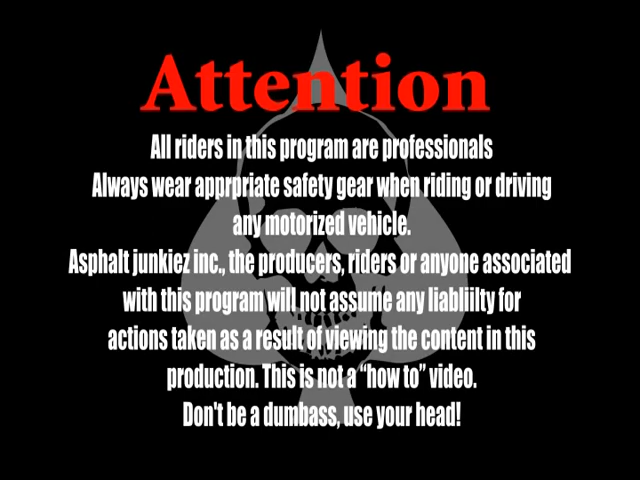 Attention
All riders in this program are professionals
Always wear apprpriate safety gear when riding or driving
any motorized vehicle.
Asphalt junkiez inc., the producers, riders or anyone associated
with this program will not assume any liabliilty for
actions taken as a result of viewing the content in this
production. This is not a “how to” video.
Don't be a dumbass, use your head!